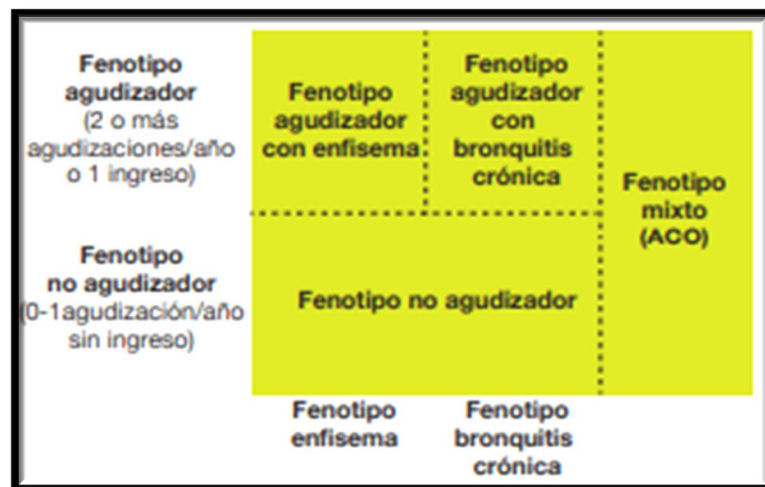 Fenotipo
agudizador
(2 o más
agudizaciones/año
o 1 ingreso)
Fenotipo
agudizador
con enfisema
Fenotipo
agudizador
con
bronquitis
crónica
Fenotipo
mixto
(ACO)
Fenotipo
no agudizador
(0-1agudización/año
sin ingreso)
Fenotipo no agudizador
Fenotipo
enfisema
Fenotipo
bronquitis
crónica